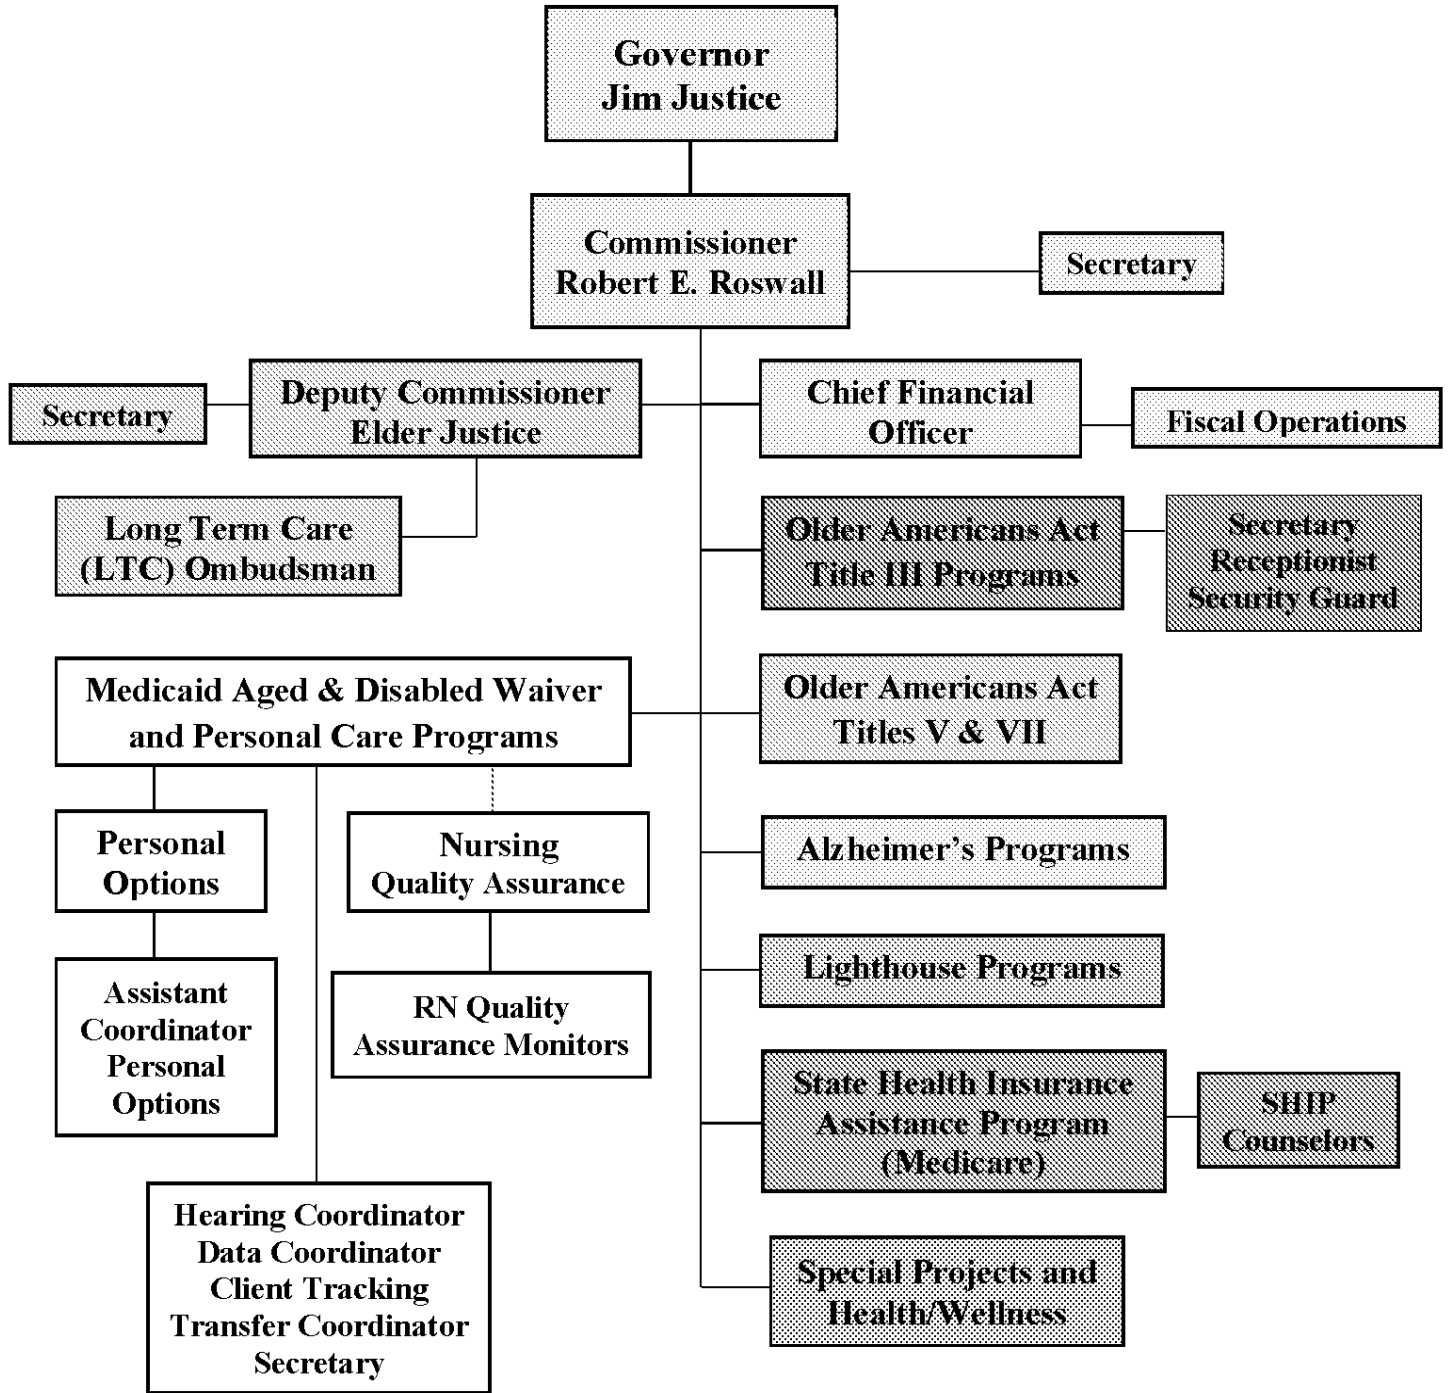 Governor
Jim Justice
Commissioner
Robert E. Roswall
Secretary
Deputy Commissioner
Elder Justice
Secretary
Chief Financial
Officer
Fiscal Operations
Long Term Care
(LTC) Ombudsman
Older Americans Act
Title III Programs
Secretary
Receptionist
Security Guard
Medicaid Aged & Disabled Waiver
and Personal Care Programs
Older Americans Act
Titles V & VII
Personal
Options
Nursing
Quality Assurance
Alzheimer’s Programs
Assistant
Coordinator
Personal
Options
RN Quality
Assurance Monitors
Lighthouse Programs
State Health Insurance
Assistance Program
(Medicare)
SHIP
Counselors
Hearing Coordinator
Data Coordinator
Client Tracking
Transfer Coordinator
Secretary
Special Projects and
Health/Wellness